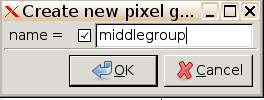 Create new pixel g...
name = middlegroup
OK Cancel